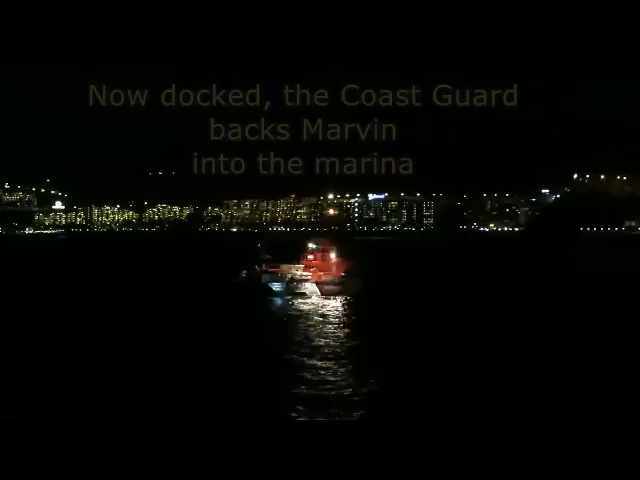 Now docked, the Coast Guard
backs Marvin
into the marina